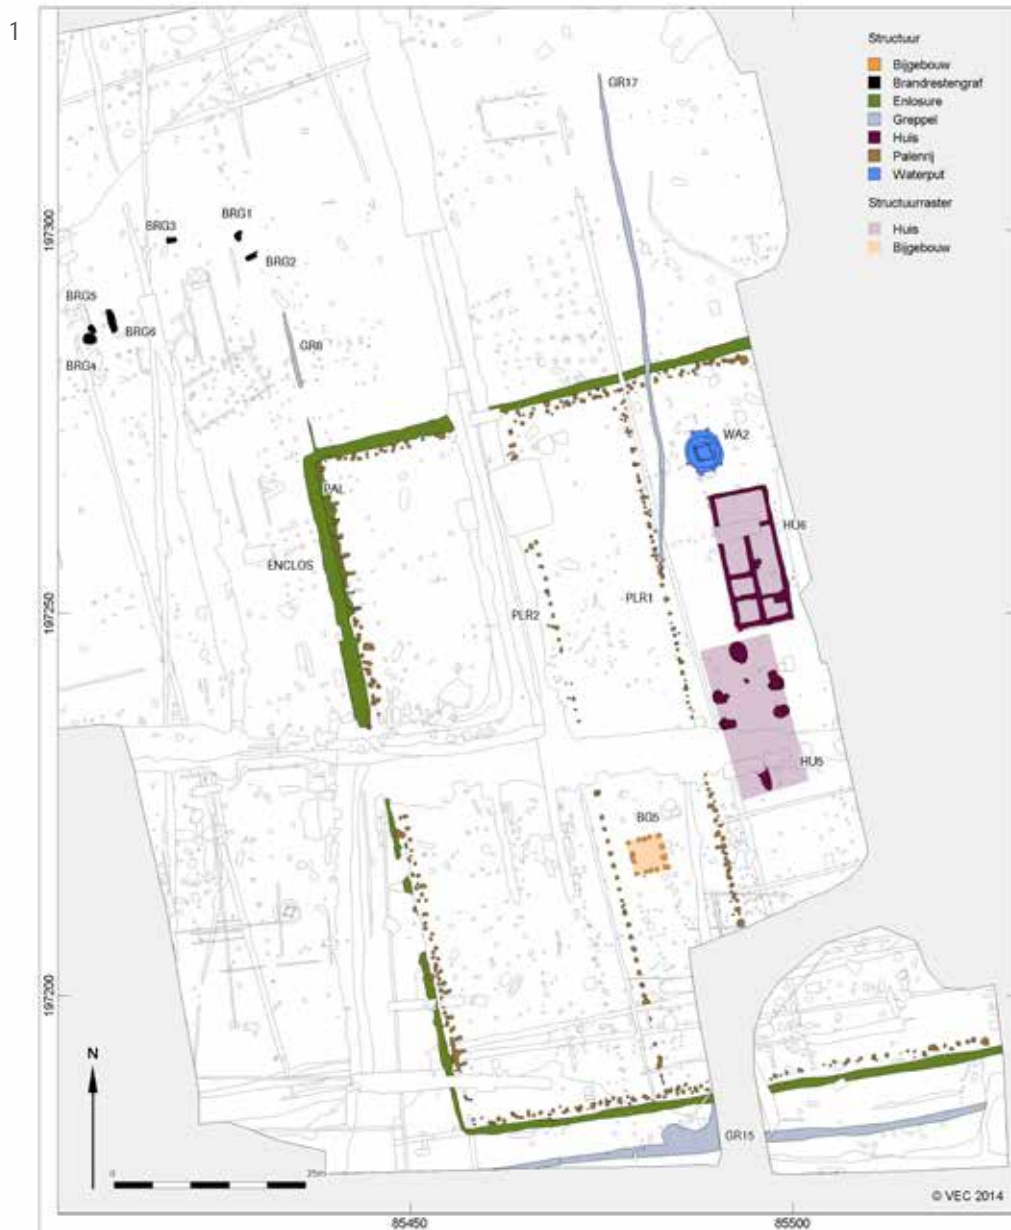 1
Structuur
Bijgebouw
Brandrestengraf
Enlosure
Greppel
Huis
Palenrij
Waterput
Structuurraster
Huis
Bijgebouw
GR17
197300
BRG3
BRG1
BRG2
BRG5
BRG6
BRG4
GR8
WA2
PAL
HU6
ENCLOS
PLR2
PLR1
197250
HU5
BG5
197200
N
GR15
0
25m
© VEC 2014
85450
85500